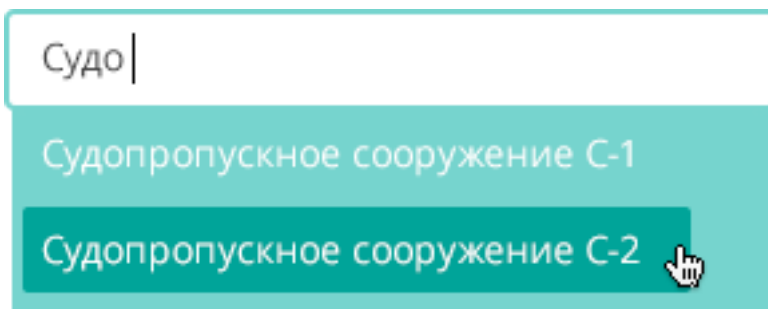 Судо
Судопропускное сооружение С-1
Судопропускное сооружение С-2